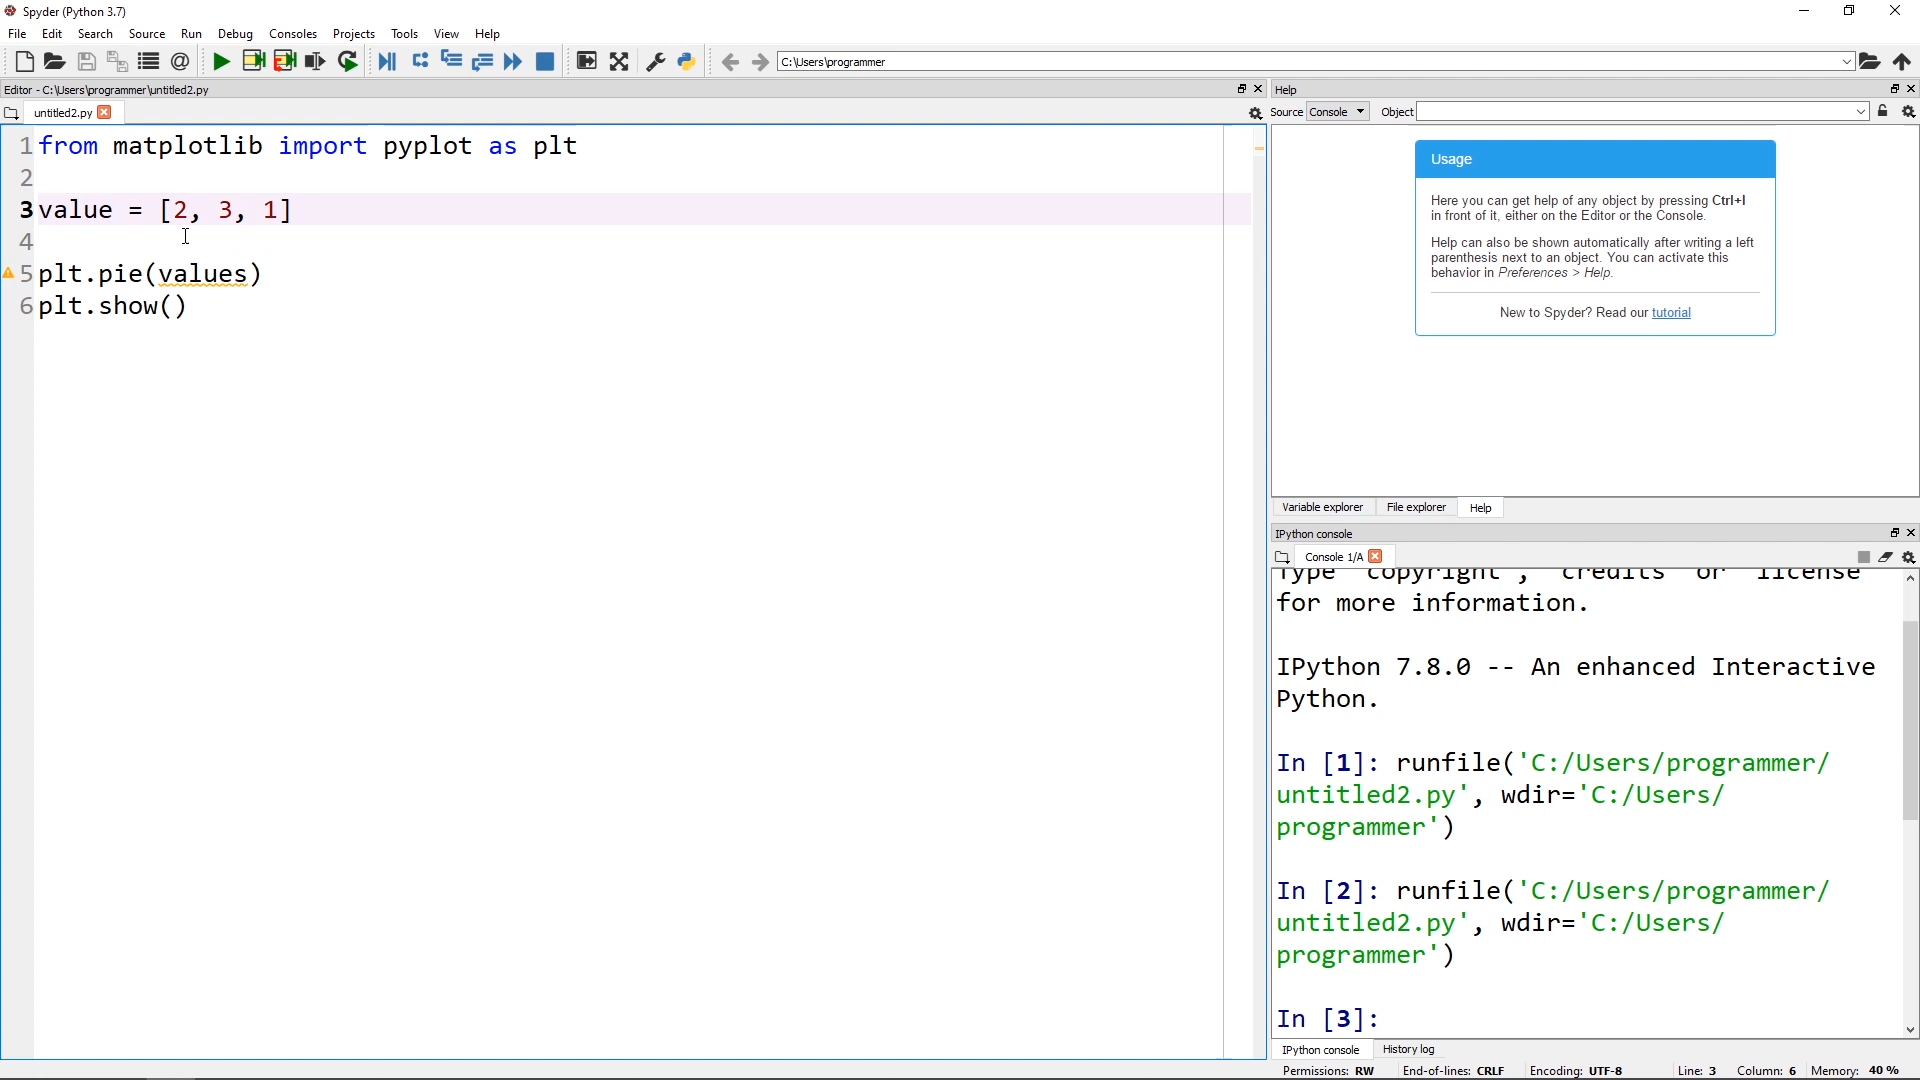 Spyder (Python 3.7)
File Edit Search Source Run Debug Consoles Projects Tools View Help
C:\Users\programmer
Editor - C:\Users\programmer\untitled2.py
untitled2.py
1 from matplotlib import pyplot as plt
2
3 value = [2, 3, 1]
4
5 plt.pie(values)
6 plt.show()
Help
Source Console Object
Usage
Here you can get help of any object by pressing Ctrl+I
in front of it, either on the Editor or the Console.
Help can also be shown automatically after writing a left
parenthesis next to an object. You can activate this
behavior in Preferences > Help.
New to Spyder? Read our tutorial
Variable explorer File explorer Help
IPython console
Console 1/A
Type "copyright", "credits" or "license"
for more information.
IPython 7.8.0 -- An enhanced Interactive
Python.
In [1]: runfile('C:/Users/programmer/
untitled2.py', wdir='C:/Users/
programmer')
In [2]: runfile('C:/Users/programmer/
untitled2.py', wdir='C:/Users/
programmer')
In [3]:
IPython console History log
Permissions: RW End-of-lines: CRLF Encoding: UTF-8 Line: 3 Column: 6 Memory: 40 %